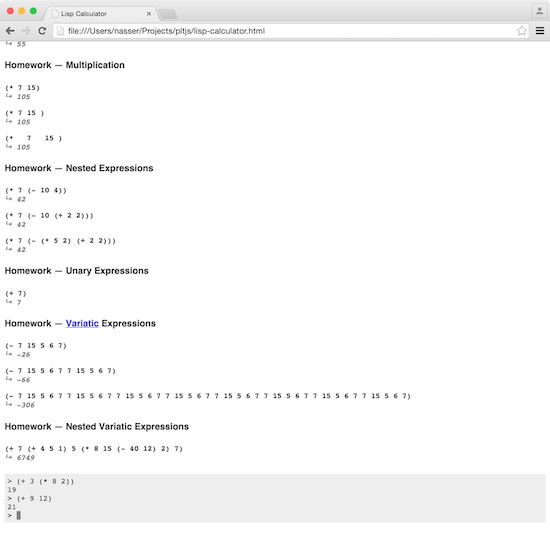 Lisp Calculator
file:///Users/nasser/Projects/pltjs/lisp-calculator.html
↳ 55
Homework — Multiplication
(* 7 15)
↳ 105
(* 7 15 )
↳ 105
(*   7   15 )
↳ 105
Homework — Nested Expressions
(* 7 (- 10 4))
↳ 42
(* 7 (- 10 (+ 2 2)))
↳ 42
(* 7 (- (* 5 2) (+ 2 2)))
↳ 42
Homework — Unary Expressions
(+ 7)
↳ 7
Homework — Variatic Expressions
(- 7 15 5 6 7)
↳ -26
(- 7 15 5 6 7 7 15 5 6 7)
↳ -66
(- 7 15 5 6 7 7 15 5 6 7 7 15 5 6 7 7 15 5 6 7 7 15 5 6 7 7 15 5 6 7 7 15 5 6 7 7 15 5 6 7)
↳ -306
Homework — Nested Variatic Expressions
(+ 7 (+ 4 5 1) 5 (* 8 15 (- 40 12) 2) 7)
↳ 6749
> (+ 3 (* 8 2))
19
> (+ 9 12)
21
>